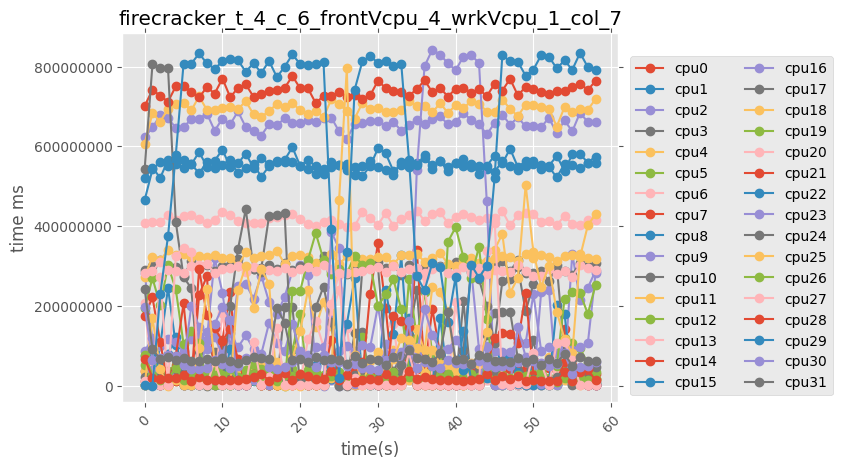 firecracker_t_4_c_6_frontVcpu_4_wrkVcpu_1_col_7
time ms
800000000
600000000
400000000
200000000
0
0
10
20
30
40
50
60
time(s)
cpu0
cpu1
cpu2
cpu3
cpu4
cpu5
cpu6
cpu7
cpu8
cpu9
cpu10
cpu11
cpu12
cpu13
cpu14
cpu15
cpu16
cpu17
cpu18
cpu19
cpu20
cpu21
cpu22
cpu23
cpu24
cpu25
cpu26
cpu27
cpu28
cpu29
cpu30
cpu31